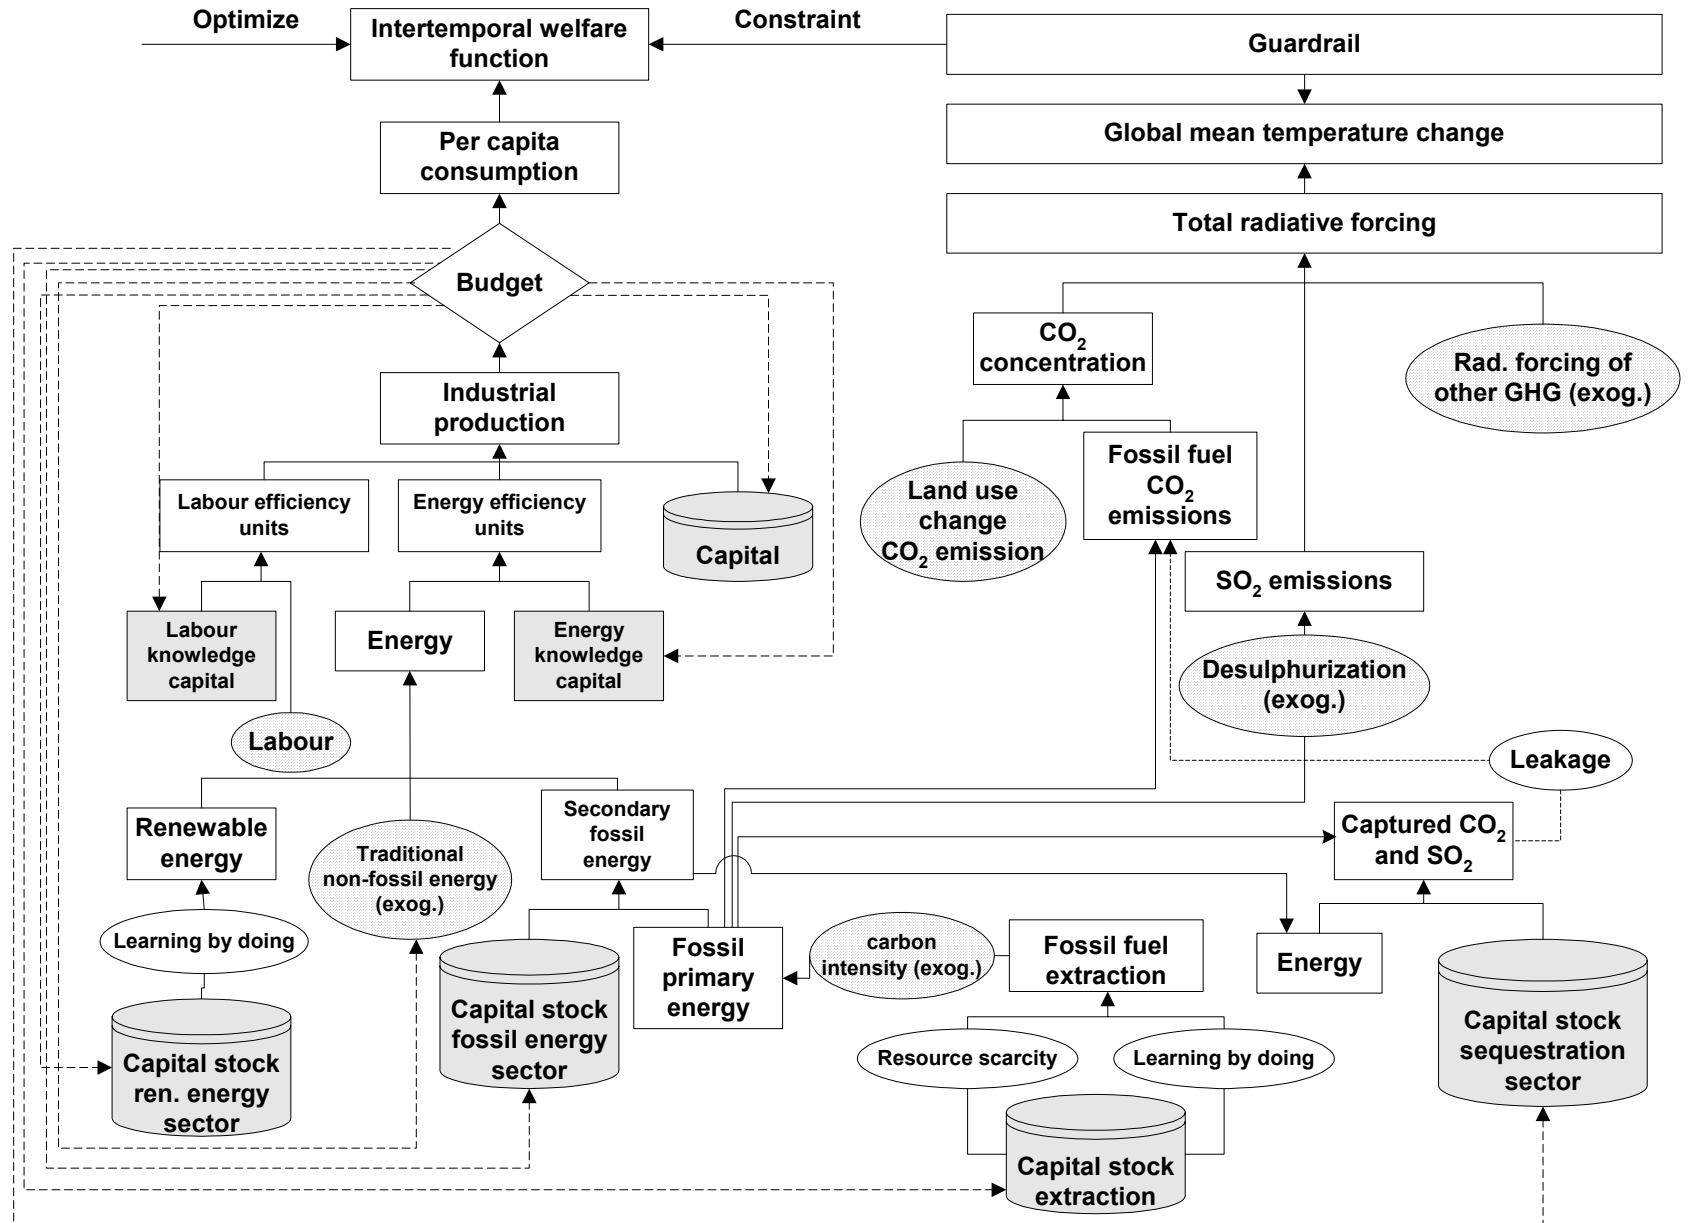 Optimize
Intertemporal welfare
function
Constraint
Guardrail
Global mean temperature change
Per capita
consumption
Total radiative forcing
Budget
CO2
concentration
Rad. forcing of
other GHG (exog.)
Industrial
production
Labour efficiency
units
Energy efficiency
units
Capital
Land use
change
CO2 emission
Fossil fuel
CO2
emissions
SO2 emissions
Labour
knowledge
capital
Energy
Energy
knowledge
capital
Desulphurization
(exog.)
Labour
Leakage
Renewable
energy
Traditional
non-fossil energy
(exog.)
Secondary
fossil
energy
Captured CO2
and SO2
Learning by doing
Fossil
primary
energy
carbon
intensity (exog.)
Fossil fuel
extraction
Energy
Capital stock
ren. energy
sector
Capital stock
fossil energy
sector
Resource scarcity
Learning by doing
Capital stock
sequestration
sector
Capital stock
extraction